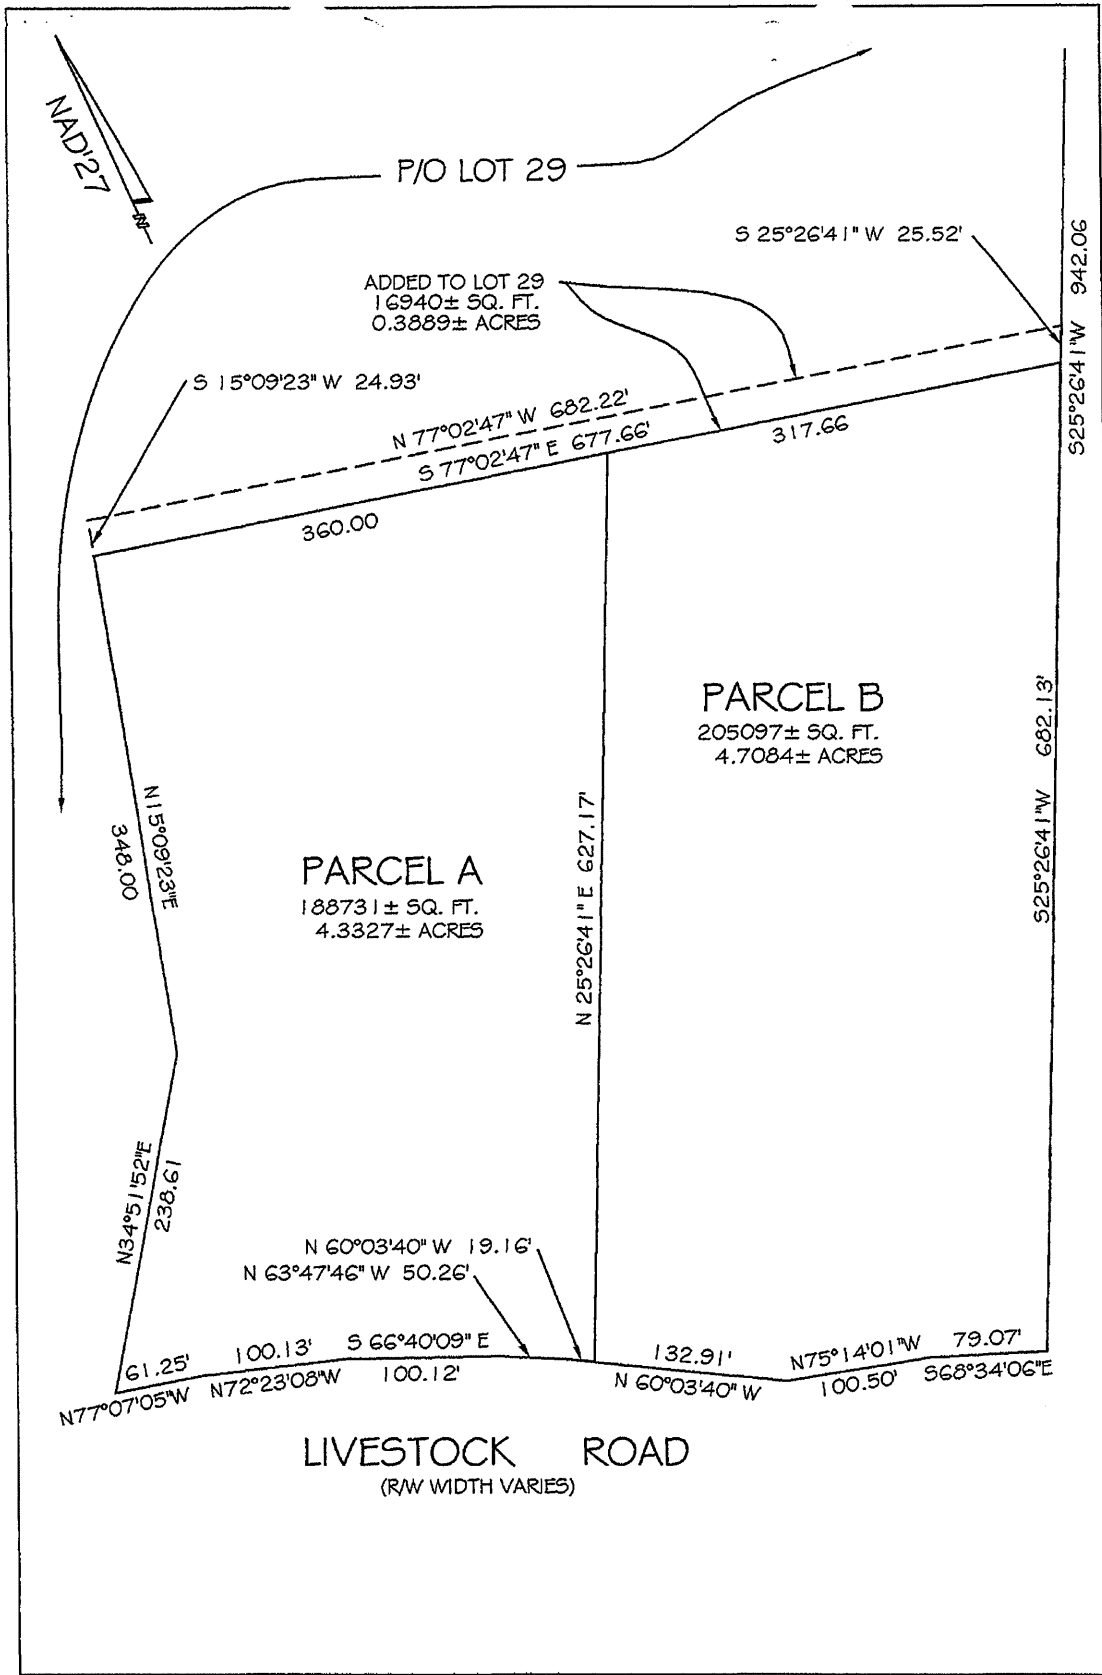 NAD'27
N
P/O LOT 29
S 25°26'41" W 25.52'
S25°26'41"W 942.06
ADDED TO LOT 29
16940± SQ. FT.
0.3889± ACRES
S 15°09'23" W 24.93'
N 77°02'47" W 682.22'
S 77°02'47" E 677.66'
317.66
360.00
PARCEL B
205097± SQ. FT.
4.7084± ACRES
S25°26'41"W 682.13'
N15°09'23"E
348.00
N 25°26'41" E 627.17'
PARCEL A
188731± SQ. FT.
4.3327± ACRES
N34°51'52"E
238.61
N 60°03'40" W 19.16'
N 63°47'46" W 50.26'
61.25'
N77°07'05"W
100.13'
N72°23'08"W
S 66°40'09" E
100.12'
132.91'
N 60°03'40" W
N75°14'01"W
100.50'
79.07'
S68°34'06"E
LIVESTOCK ROAD
(R/W WIDTH VARIES)